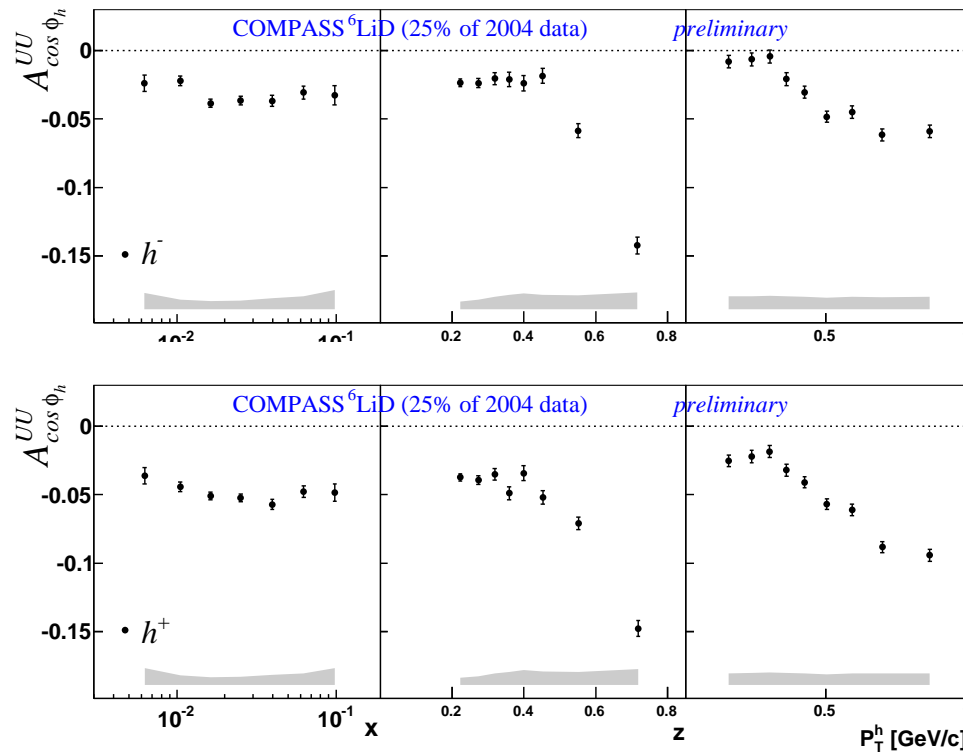 COMPASS ⁶LiD (25% of 2004 data) preliminary
A^{UU}_{cos ϕ_h}
0
-0.05
-0.1
-0.15
h⁻
10⁻² 10⁻¹ 0.2 0.4 0.6 0.8 0.5
COMPASS ⁶LiD (25% of 2004 data) preliminary
A^{UU}_{cos ϕ_h}
0
-0.05
-0.1
-0.15
h⁺
10⁻² 10⁻¹ 0.2 0.4 0.6 0.8 0.5
x z P_T^h [GeV/c]